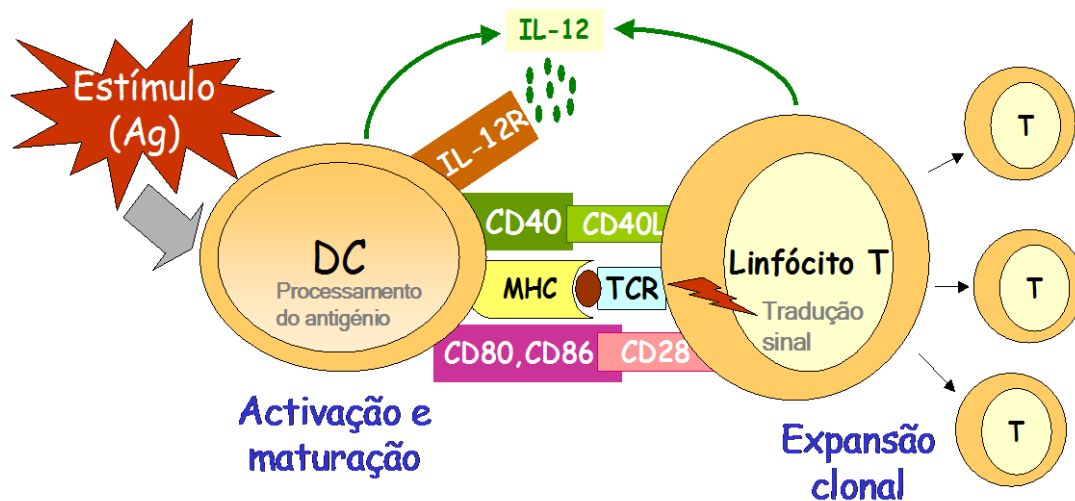 IL-12
Estímulo
(Ag)
IL-12R
CD40
CD40L
DC
Processamento
do antigénio
MHC
TCR
Linfócito T
Tradução
sinal
CD80,CD86
CD28
T
T
T
Activação e
maturação
Expansão
clonal